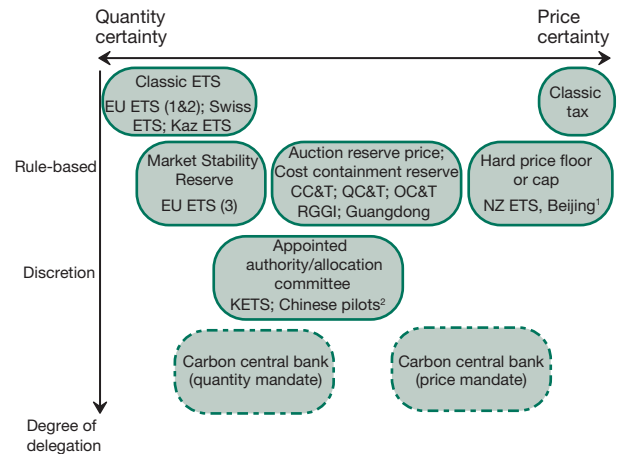 Quantity
certainty
Price
certainty
Classic ETS
EU ETS (1&2); Swiss
ETS; Kaz ETS
Classic
tax
Rule-based
Market Stability
Reserve
EU ETS (3)
Auction reserve price;
Cost containment reserve
CC&T; QC&T; OC&T
RGGI; Guangdong
Hard price floor
or cap
NZ ETS, Beijing¹
Discretion
Appointed
authority/allocation
committee
KETS; Chinese pilots²
Carbon central bank
(quantity mandate)
Carbon central bank
(price mandate)
Degree of
delegation